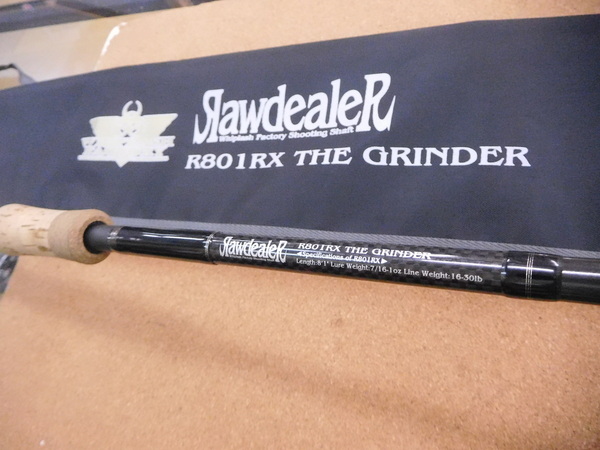 RawdealeR
Whiplash Factory Shooting Shaft
R801RX THE GRINDER
RawdealeR
R801RX THE GRINDER
◀Specifications of R801RX▶
Length:8'1" Lure Weight:7/16-1oz Line Weight:16-30lb